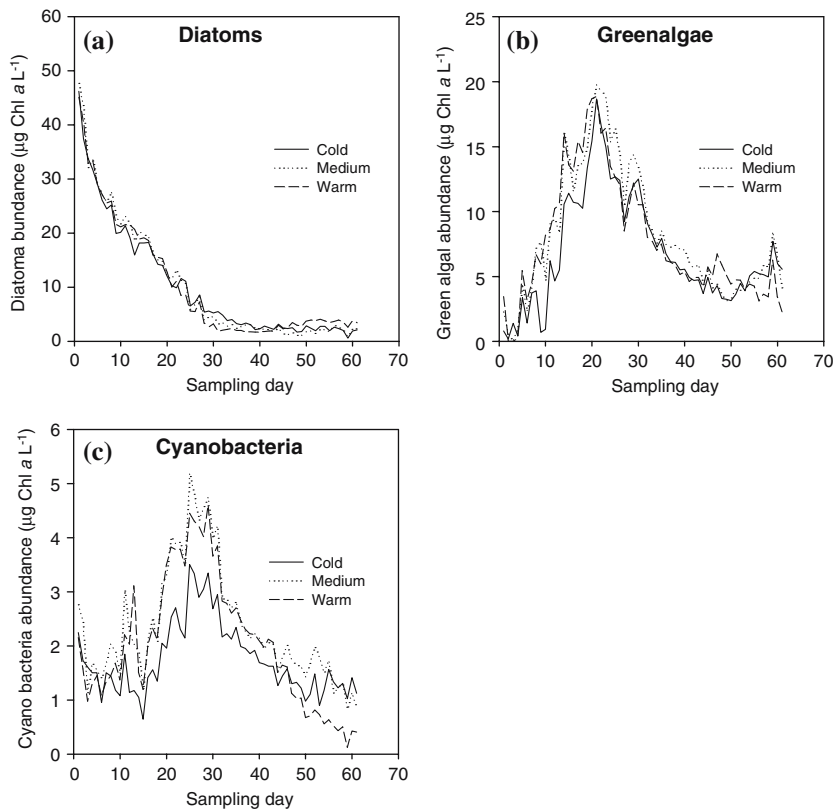 (a) Diatoms
Diatoma bundance (µg Chl a L-1)
60
50
40
30
20
10
0
Cold
Medium
Warm
0 10 20 30 40 50 60 70
Sampling day
(b) Greenalgae
Green algal abundance (µg Chl a L-1)
25
20
15
10
5
0
Cold
Medium
Warm
0 10 20 30 40 50 60 70
Sampling day
(c) Cyanobacteria
Cyano bacteria abundance (µg Chl a L-1)
6
5
4
3
2
1
0
Cold
Medium
Warm
0 10 20 30 40 50 60 70
Sampling day